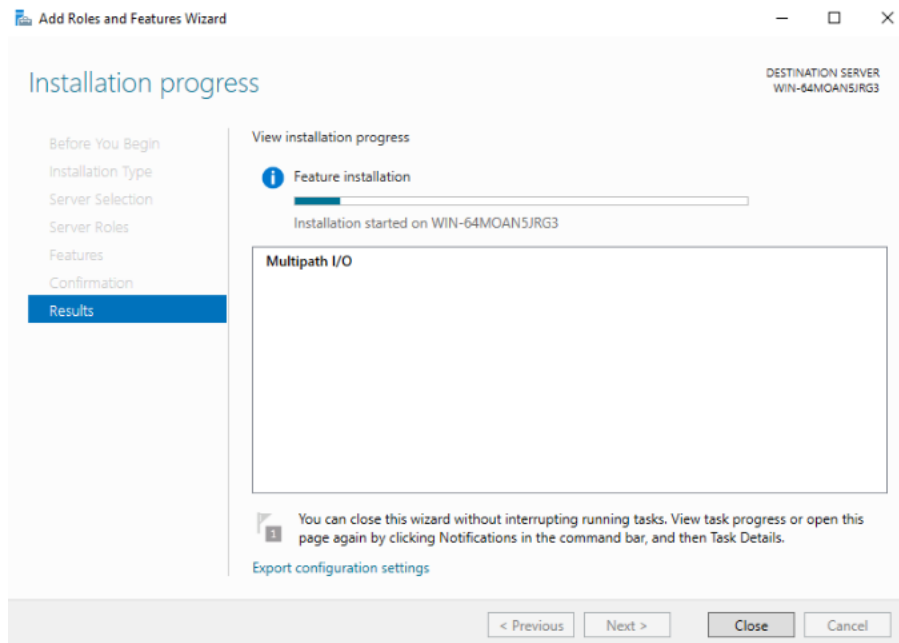 Add Roles and Features Wizard
Installation progress
DESTINATION SERVER
WIN-64MOAN5JRG3
Before You Begin
Installation Type
Server Selection
Server Roles
Features
Confirmation
Results
View installation progress
Feature installation
Installation started on WIN-64MOAN5JRG3
Multipath I/O
1
You can close this wizard without interrupting running tasks. View task progress or open this
page again by clicking Notifications in the command bar, and then Task Details.
Export configuration settings
< Previous
Next >
Close
Cancel